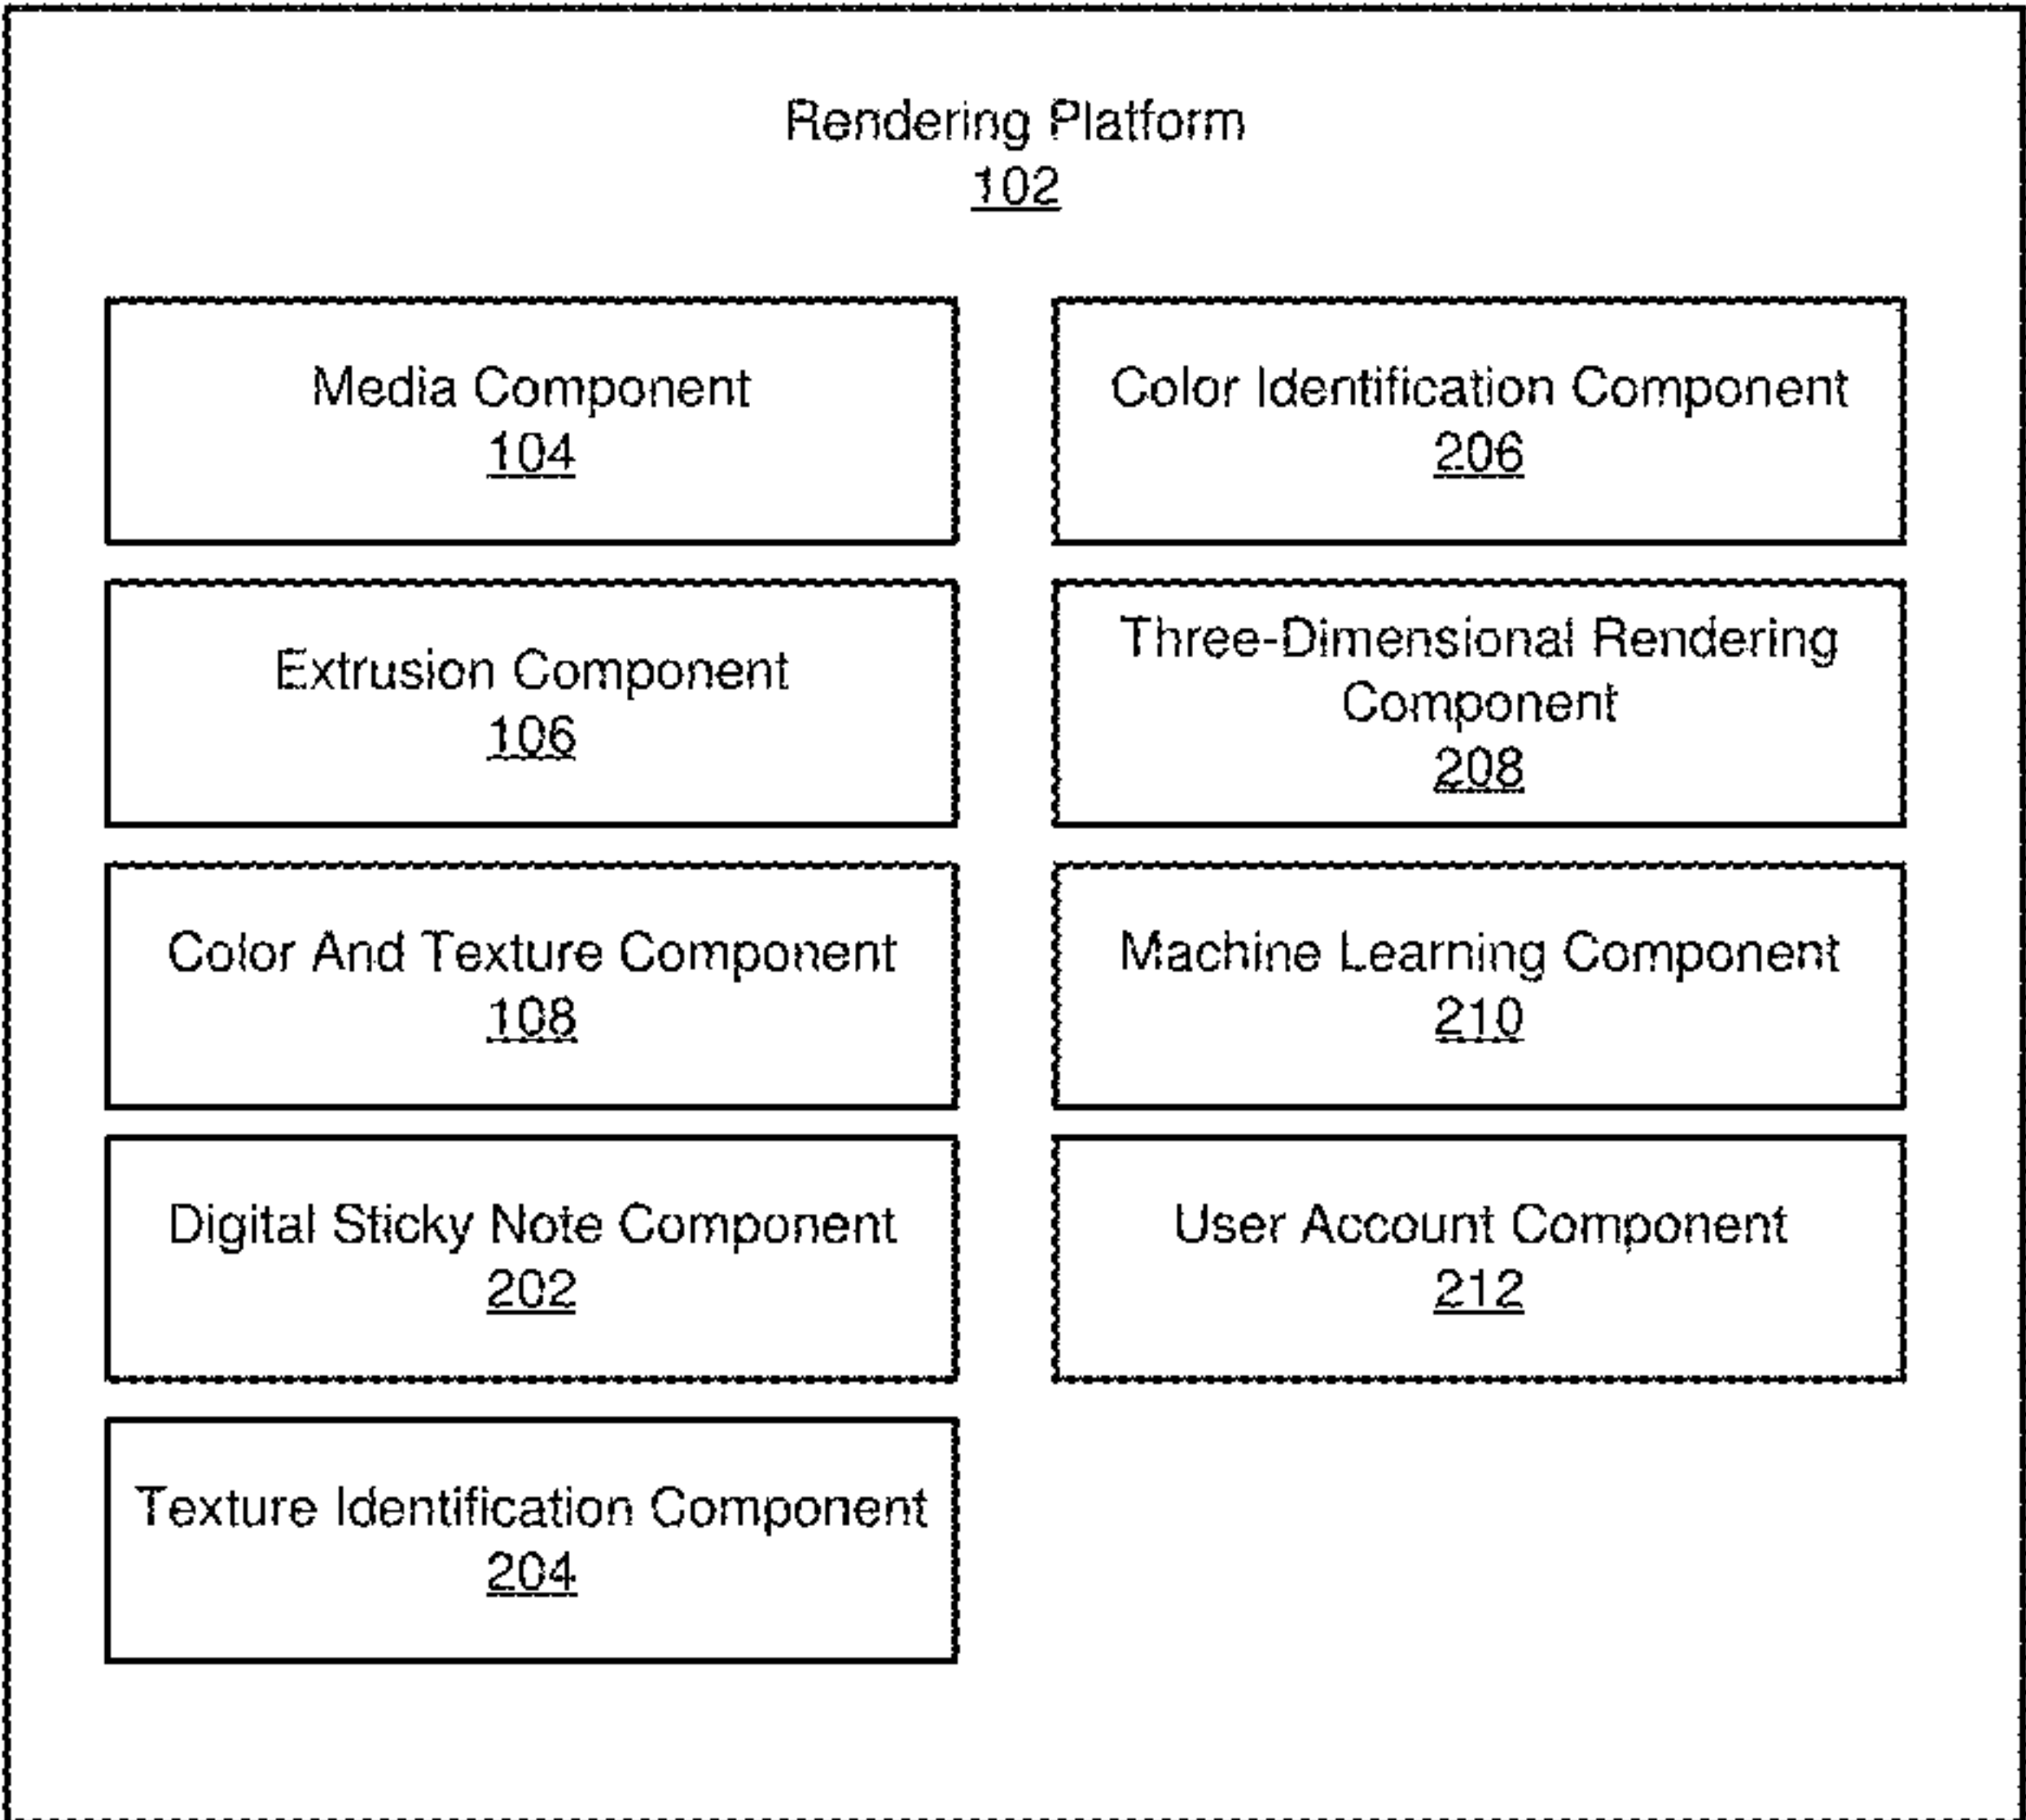 Rendering Platform
102
Media Component
104
Extrusion Component
106
Color And Texture Component
108
Digital Sticky Note Component
202
Texture Identification Component
204
Color Identification Component
206
Three-Dimensional Rendering
Component
208
Machine Learning Component
210
User Account Component
212